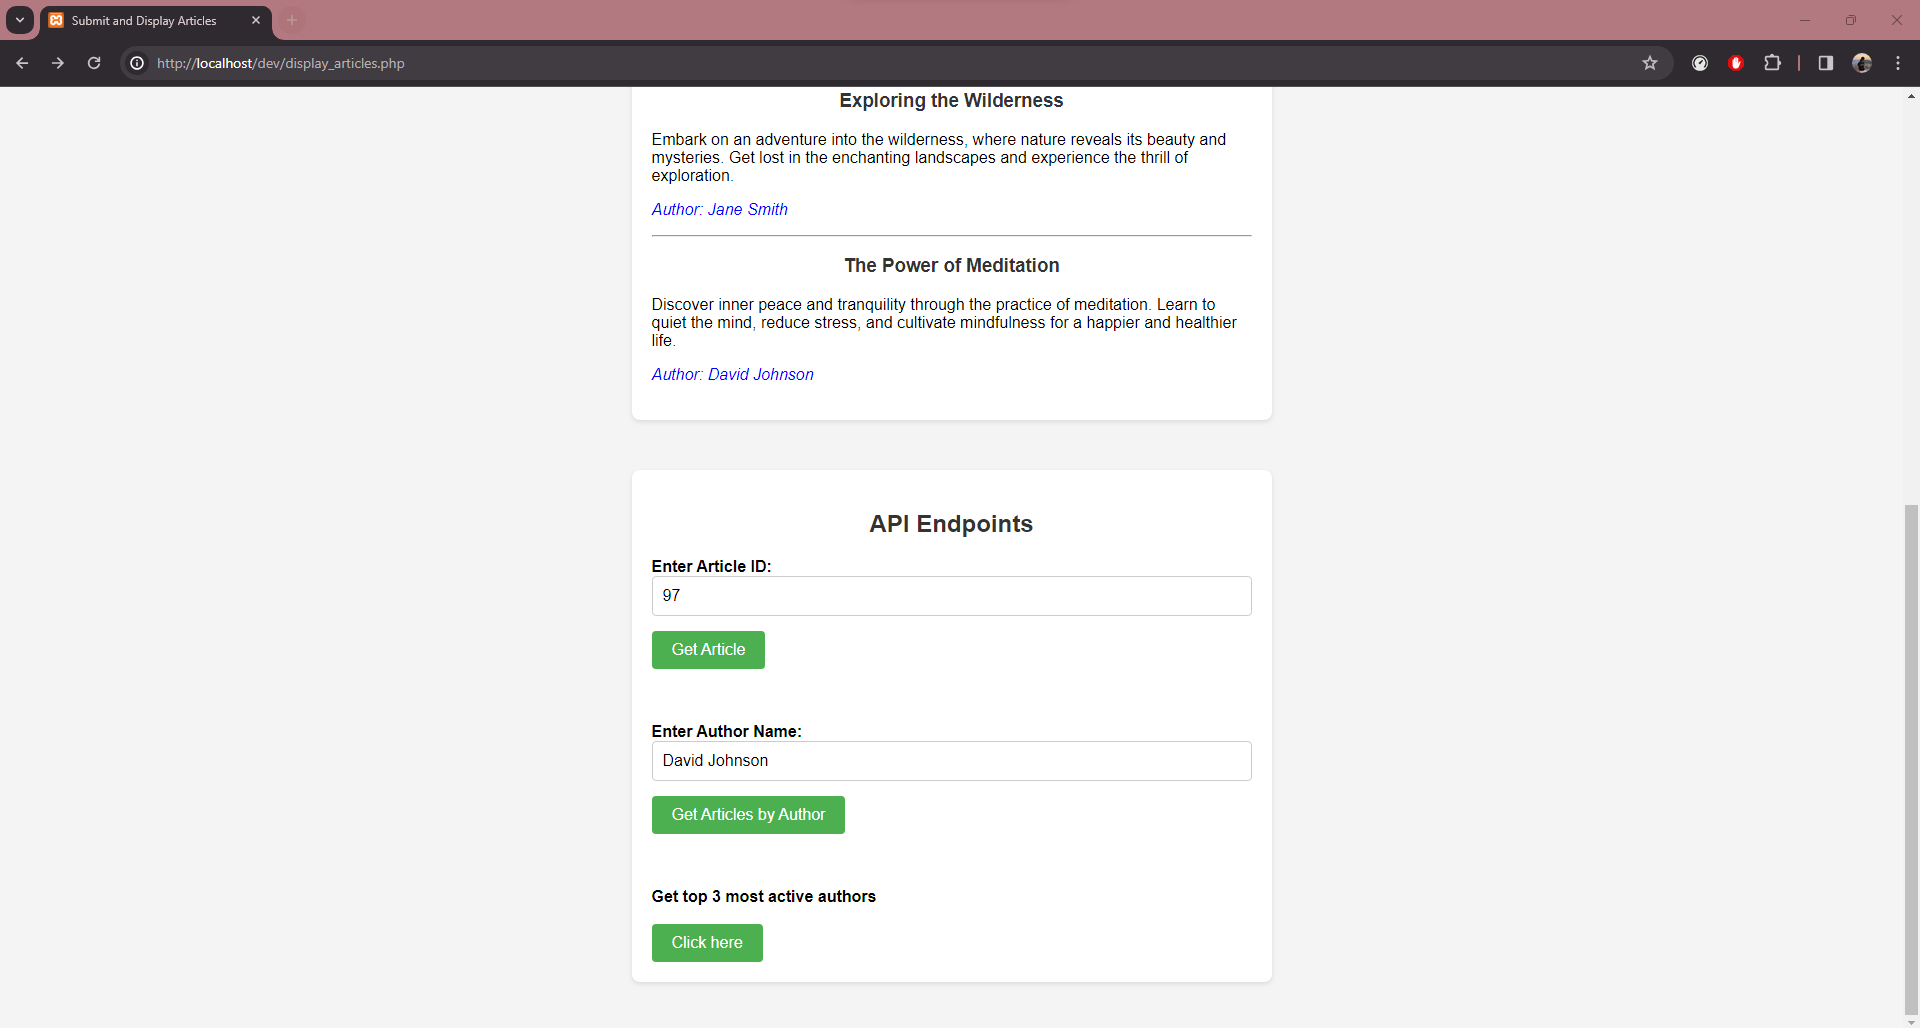 Submit and Display Articles
http://localhost/dev/display_articles.php
Exploring the Wilderness
Embark on an adventure into the wilderness, where nature reveals its beauty and
mysteries. Get lost in the enchanting landscapes and experience the thrill of
exploration.
Author: Jane Smith
The Power of Meditation
Discover inner peace and tranquility through the practice of meditation. Learn to
quiet the mind, reduce stress, and cultivate mindfulness for a happier and healthier
life.
Author: David Johnson
API Endpoints
Enter Article ID:
97
Get Article
Enter Author Name:
David Johnson
Get Articles by Author
Get top 3 most active authors
Click here